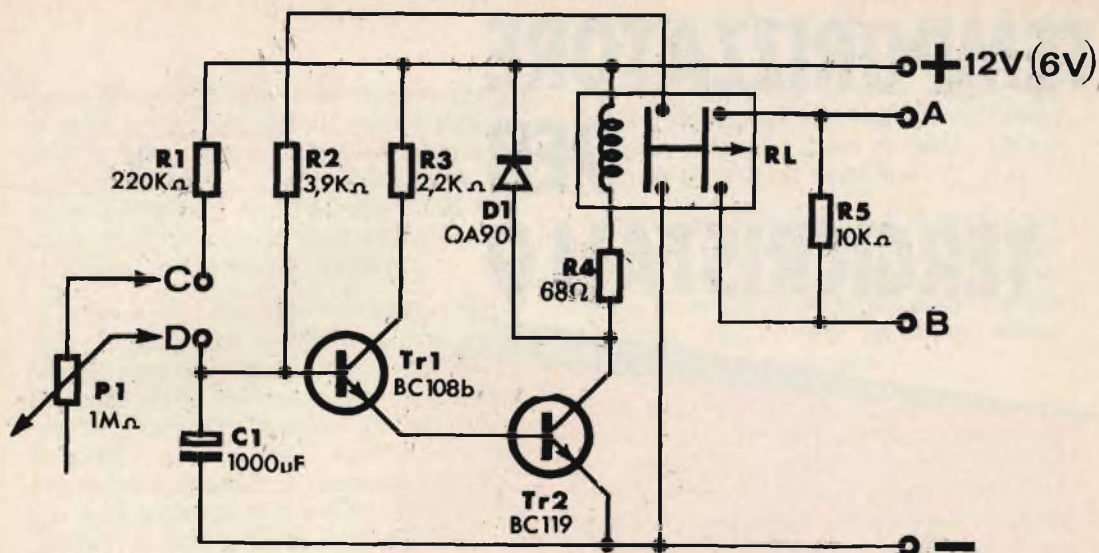 + 12V (6V)
A
R1
220KΩ
R2
3,9KΩ
R3
2,2KΩ
D1
OA90
RL
R5
10KΩ
C
R4
68Ω
D
B
P1
1MΩ
Tr1
BC108b
C1
1000µF
Tr2
BC119
-